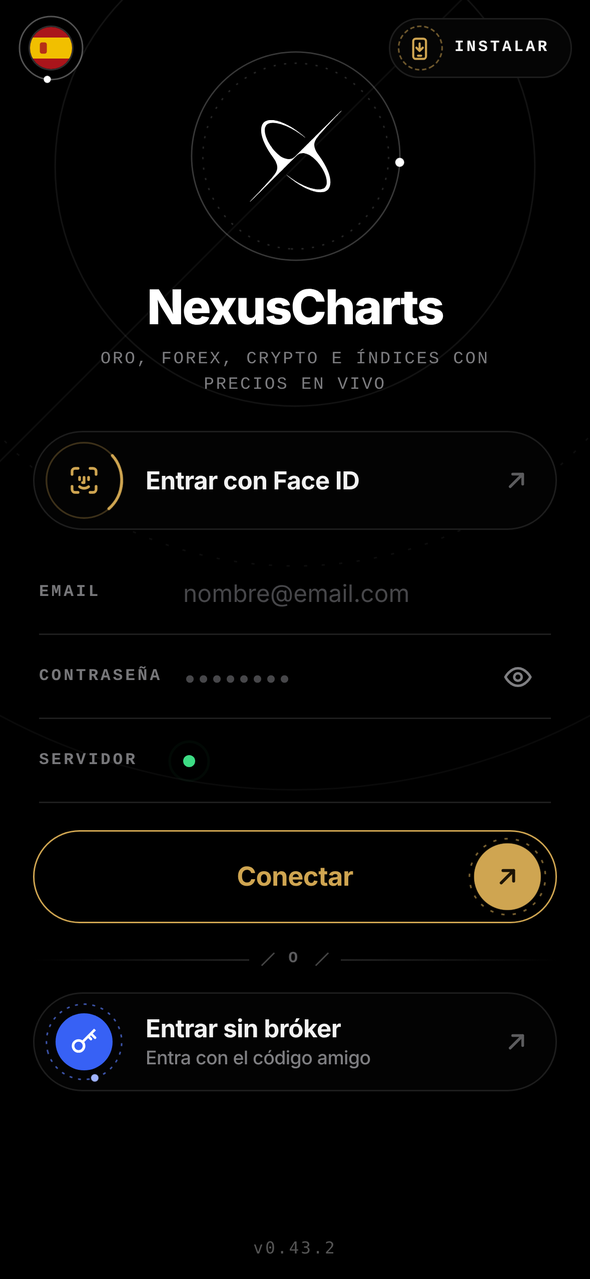 INSTALAR
NexusCharts
ORO, FOREX, CRYPTO E ÍNDICES CON
PRECIOS EN VIVO
Entrar con Face ID
EMAIL nombre@email.com
CONTRASEÑA ••••••••
SERVIDOR
Conectar
O
Entrar sin bróker
Entra con el código amigo
v0.43.2